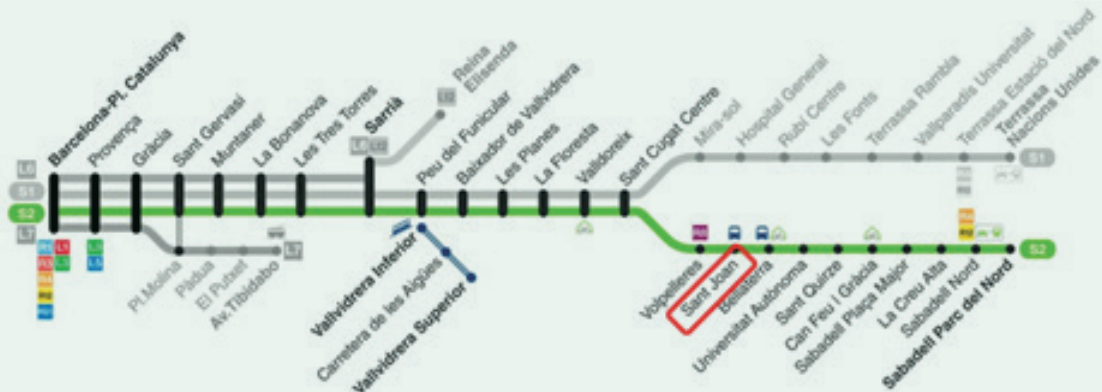 Barcelona-Pl. Catalunya
Provença
Gràcia
Sant Gervasi
Muntaner
La Bonanova
Les Tres Torres
Sarrià
Reina
Elisenda
Peu del Funicular
Baixador de Vallvidrera
Les Planes
La Floresta
Valldoreix
Sant Cugat Centre
Mira-sol
Hospital General
Rubí Centre
Les Fonts
Terrassa Rambla
Vallparadís Universitat
Terrassa Estació del Nord
Terrassa
Nacions Unides
L6
S1
S2
L7
L6
L12
L12
S1
S2
L1
L3
Pl.Molina
Pàdua
El Putxet
Av.Tibidabo
L7
Vallvidrera Inferior
Carretera de les Aigües
Vallvidrera Superior
Volpelleres
Sant Joan
Bellaterra
Universitat Autònoma
Sant Quirze
Can Feu I Gràcia
Sabadell Plaça Major
La Creu Alta
Sabadell Nord
Sabadell Parc del Nord